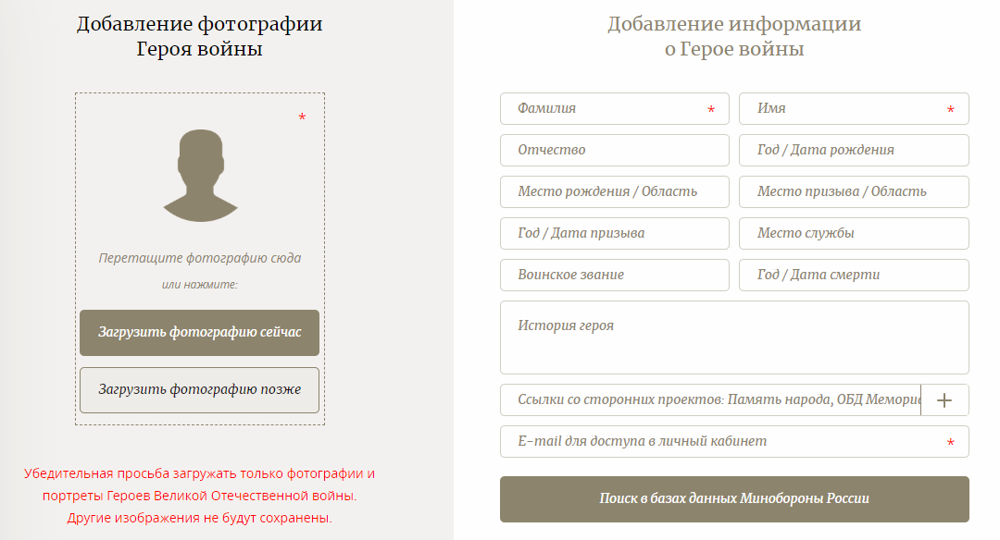 Добавление фотографии
Героя войны
*
Перетащите фотографию сюда
или нажмите:
Загрузить фотографию сейчас
Загрузить фотографию позже
Убедительная просьба загружать только фотографии и
портреты Героев Великой Отечественной войны.
Другие изображения не будут сохранены.
Добавление информации
о Герое войны
Фамилия *
Имя *
Отчество
Год / Дата рождения
Место рождения / Область
Место призыва / Область
Год / Дата призыва
Место службы
Воинское звание
Год / Дата смерти
История героя
Ссылки со сторонних проектов: Память народа, ОБД Мемориа
E-mail для доступа в личный кабинет *
Поиск в базах данных Минобороны России